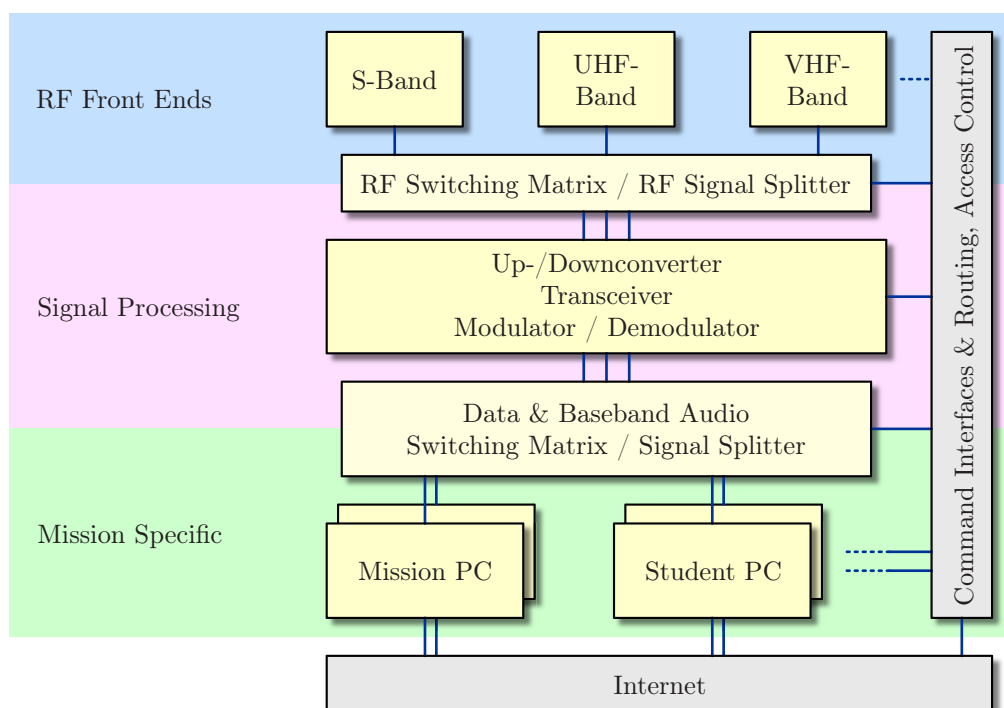 RF Front Ends
S-Band
UHF-
Band
VHF-
Band
RF Switching Matrix / RF Signal Splitter
Signal Processing
Up-/Downconverter
Transceiver
Modulator / Demodulator
Data & Baseband Audio
Switching Matrix / Signal Splitter
Mission Specific
Mission PC
Student PC
Command Interfaces & Routing, Access Control
Internet